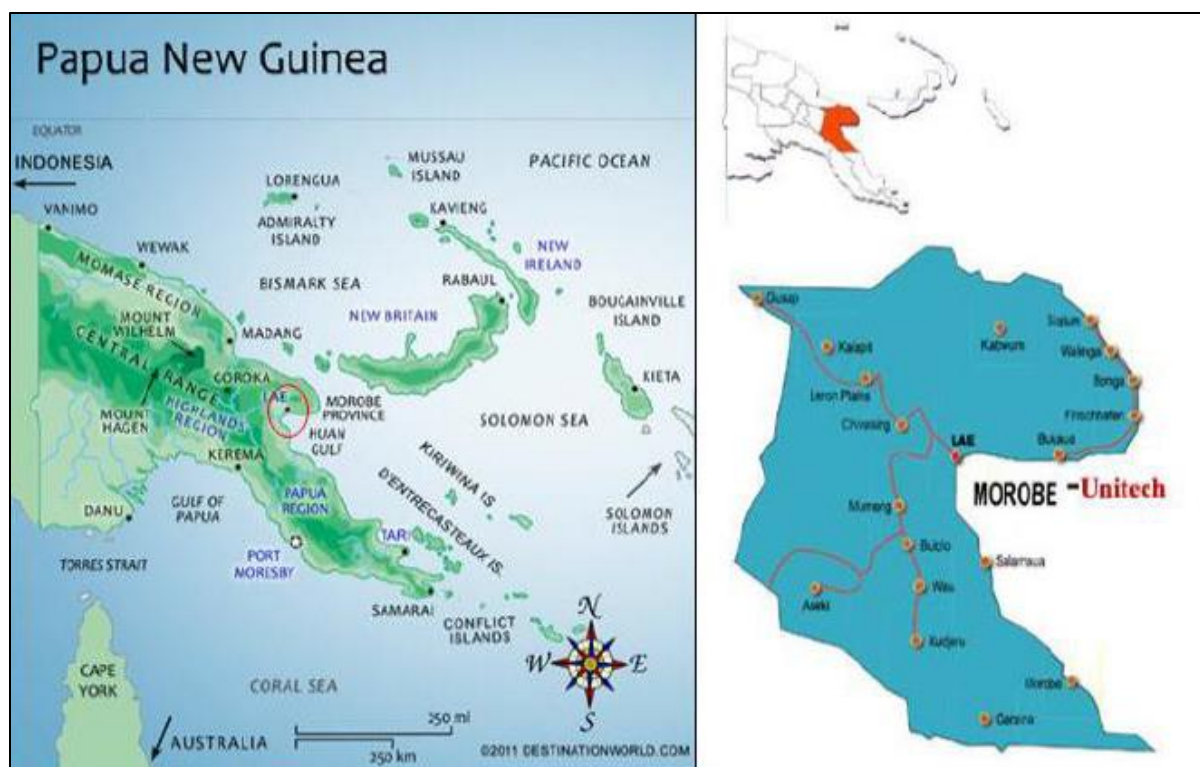 Papua New Guinea
EQUATOR
INDONESIA
PACIFIC OCEAN
MUSSAU
ISLAND
LORENGUA
VANIMO
KAVIENG
ADMIRALTY
ISLAND
WEWAK
NEW
IRELAND
MOMASE REGION
BISMARK SEA
RABAUL
MOUNT
WILHELM
NEW BRITAIN
BOUGAINVILLE
ISLAND
MADANG
CENTRAL RANGE
GOROKA
KIETA
LAE
MOROBE
PROVINCE
HIGHLANDS
REGION
SOLOMON SEA
MOUNT
HAGEN
HUAN
GULF
KEREMA
KIRIWINA IS.
D'ENTRECASTEAUX IS.
GULF OF
PAPUA
PAPUA
REGION
DANU
SOLOMON
ISLANDS
TARI
TORRES STRAIT
PORT
MORESBY
SAMARAI
CONFLICT
ISLANDS
N
W E
S
CAPE
YORK
CORAL SEA
250 mi
AUSTRALIA
250 km
©2011 DESTINATIONWORLD.COM
Sialum
Kabwum
Kaiapit
Leron Plains
Finschhafen
LAE
MOROBE -Unitech
Mumeng
Bulolo
Salamaua
Wau
Aseki
Morobe
Garaina